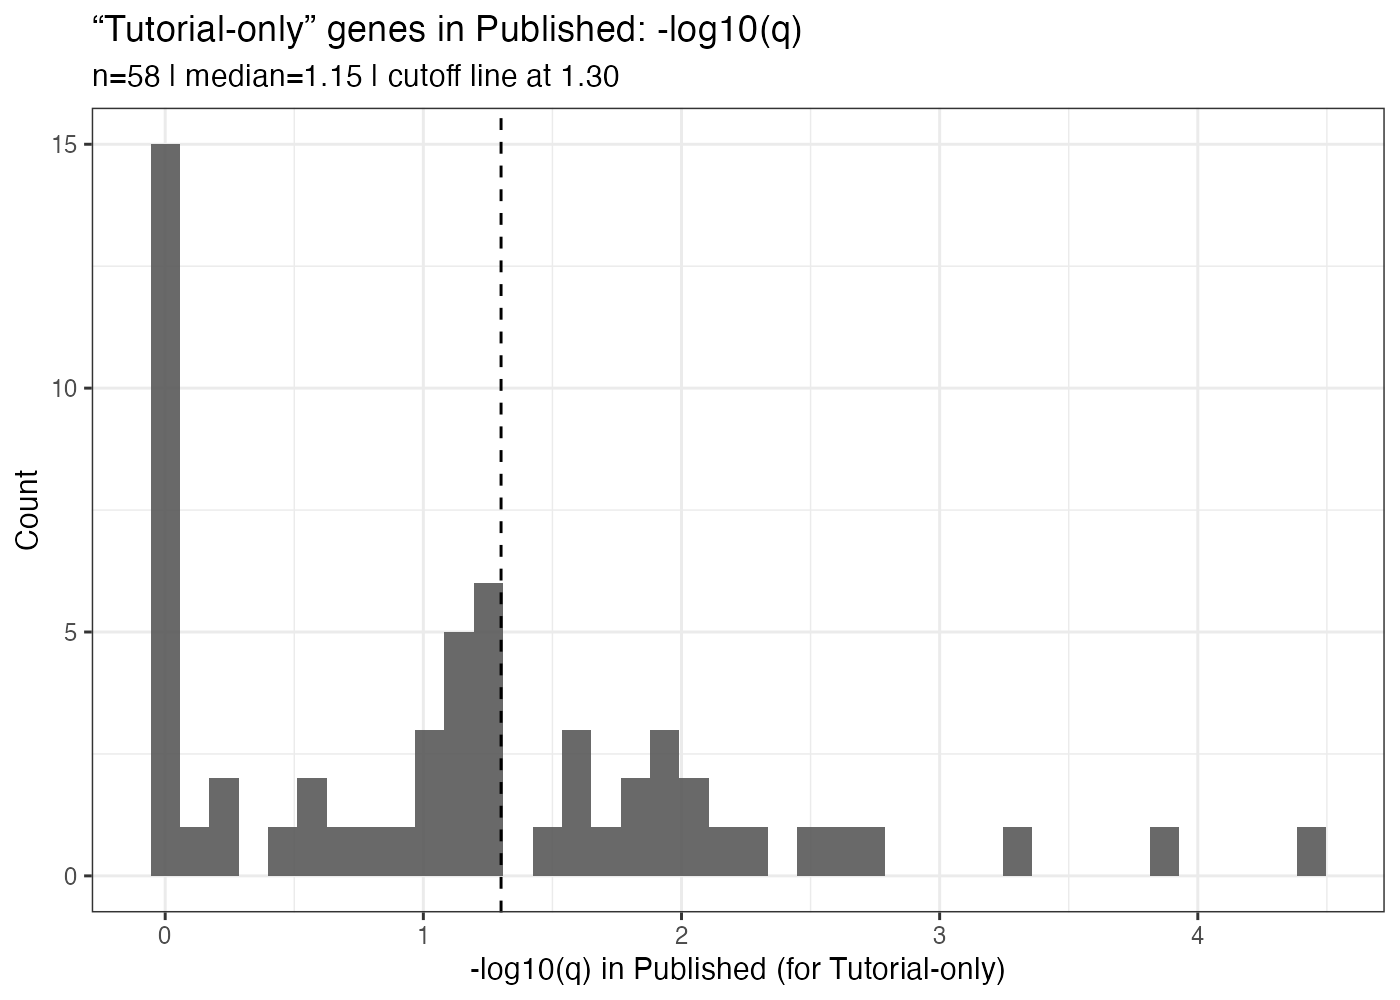 “Tutorial-only” genes in Published: -log10(q)
n=58 | median=1.15 | cutoff line at 1.30
15
10
5
0
Count
0 1 2 3 4
-log10(q) in Published (for Tutorial-only)